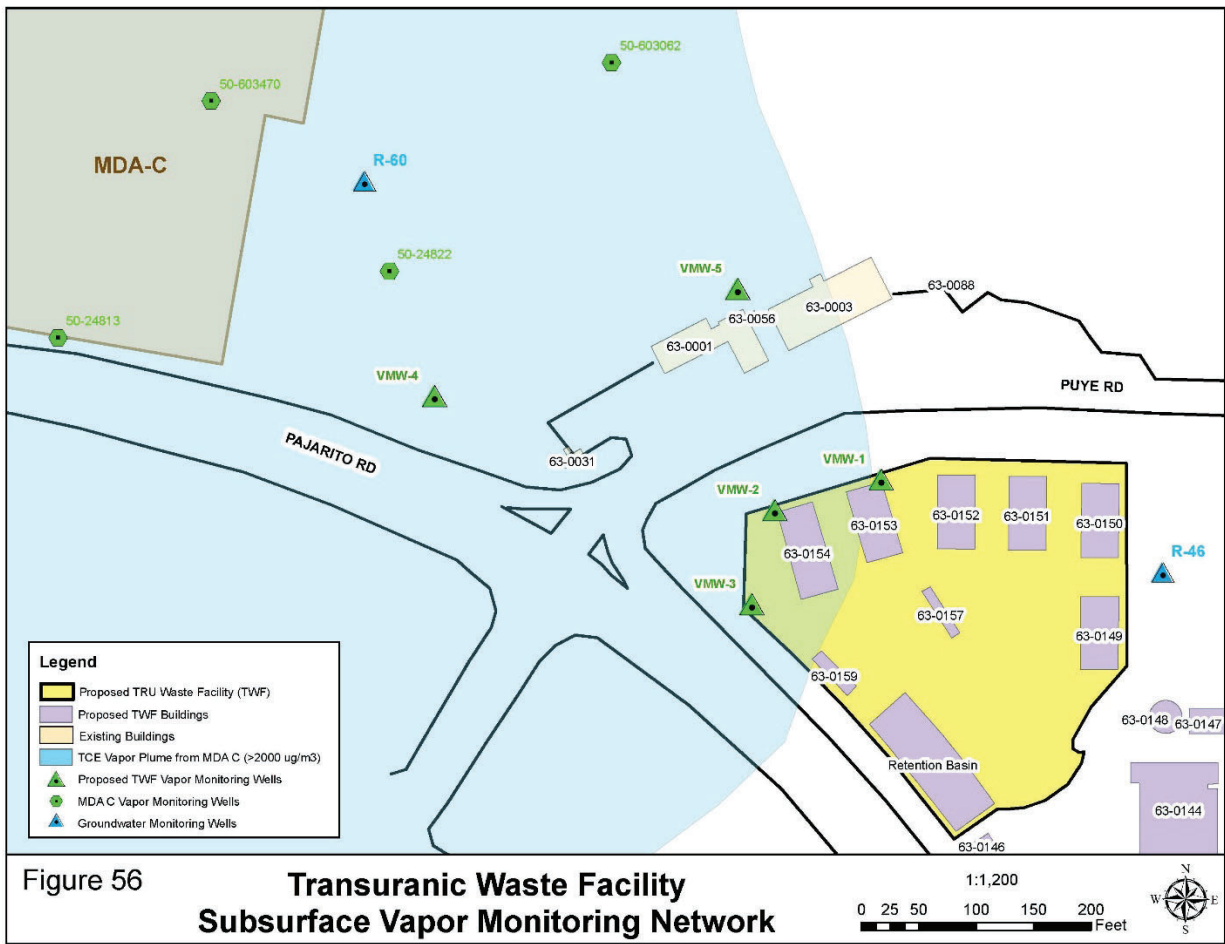 50-603062
50-603470
MDA-C
R-60
50-24822
VMW-5
63-0088
63-0003
50-24813
63-0056
63-0001
VMW-4
PUYE RD
PAJARITO RD
63-0031
VMW-1
VMW-2
63-0153
63-0152
63-0151
63-0150
63-0154
R-46
VMW-3
63-0157
63-0149
63-0159
63-0148
63-0147
Retention Basin
63-0144
63-0146
Legend
Proposed TRU Waste Facility (TWF)
Proposed TWF Buildings
Existing Buildings
TCE Vapor Plume from MDA C (>2000 ug/m3)
Proposed TWF Vapor Monitoring Wells
MDA C Vapor Monitoring Wells
Groundwater Monitoring Wells
Figure 56
Transuranic Waste Facility
Subsurface Vapor Monitoring Network
1:1,200
0 25 50 100 150 200
Feet
N
W E
S